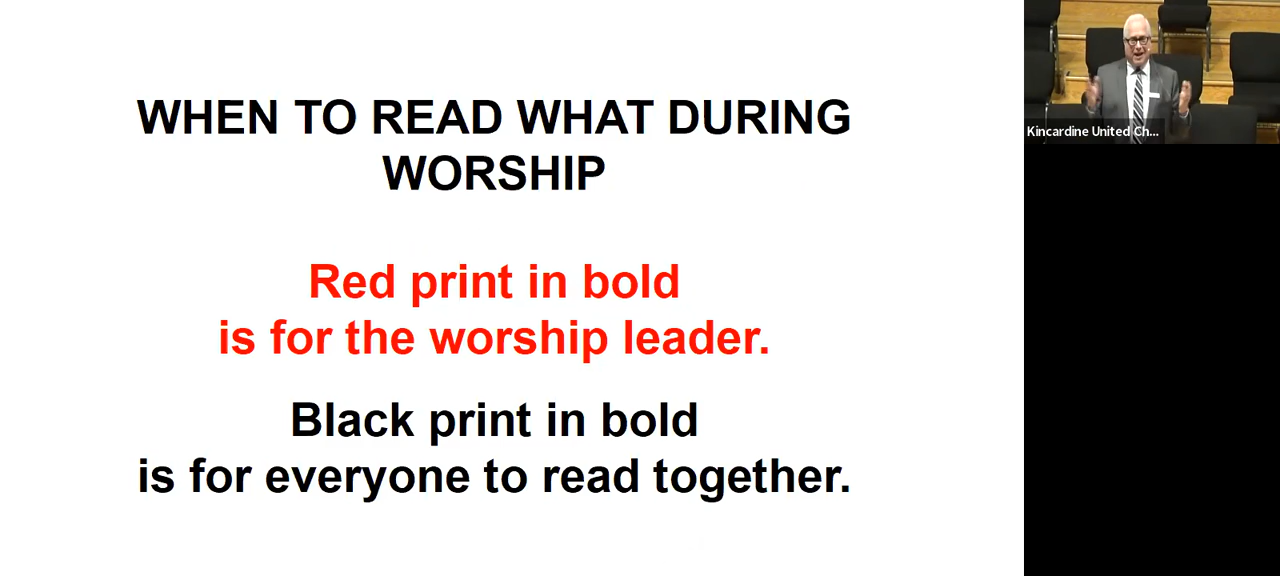 WHEN TO READ WHAT DURING
WORSHIP
Red print in bold
is for the worship leader.
Black print in bold
is for everyone to read together.
Kincardine United Ch...